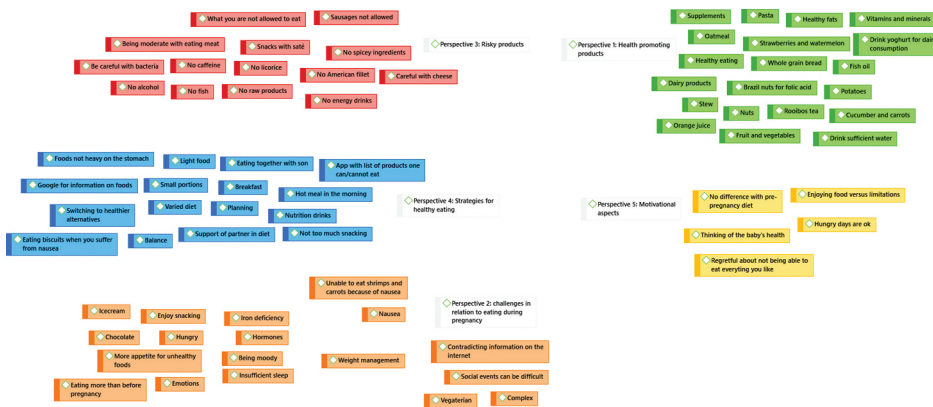 What you are not allowed to eat
Sausages not allowed
Being moderate with eating meat
Snacks with saté
No spicey ingredients
Be careful with bacteria
No caffeine
No licorice
No American fillet
Careful with cheese
No alcohol
No fish
No raw products
No energy drinks
Perspective 3: Risky products
Perspective 1: Health promoting
products
Supplements
Pasta
Healthy fats
Vitamins and minerals
Oatmeal
Strawberries and watermelon
Drink yoghurt for dair
consumption
Healthy eating
Whole grain bread
Fish oil
Dairy products
Brazil nuts for folic acid
Potatoes
Stew
Nuts
Rooibos tea
Cucumber and carrots
Orange juice
Fruit and vegetables
Drink sufficient water
Foods not heavy on the stomach
Light food
Eating together with son
App with list of products one
can/cannot eat
Google for information on foods
Small portions
Breakfast
Hot meal in the morning
Switching to healthier
alternatives
Varied diet
Planning
Nutrition drinks
Eating biscuits when you suffer
from nausea
Balance
Support of partner in diet
Not too much snacking
Perspective 4: Strategies for
healthy eating
Perspective 5: Motivational
aspects
No difference with pre-
pregnancy diet
Enjoying food versus limitations
Thinking of the baby's health
Hungry days are ok
Regretful about not being able to
eat everyting you like
Unable to eat shrimps and
carrots because of nausea
Nausea
Perspective 2: challenges in
relation to eating during
pregnancy
Icecream
Enjoy snacking
Iron deficiency
Chocolate
Hungry
Hormones
More appetite for unhealthy
foods
Being moody
Weight management
Contradicting information on the
internet
Eating more than before
pregnancy
Emotions
Insufficient sleep
Social events can be difficult
Vegaterian
Complex